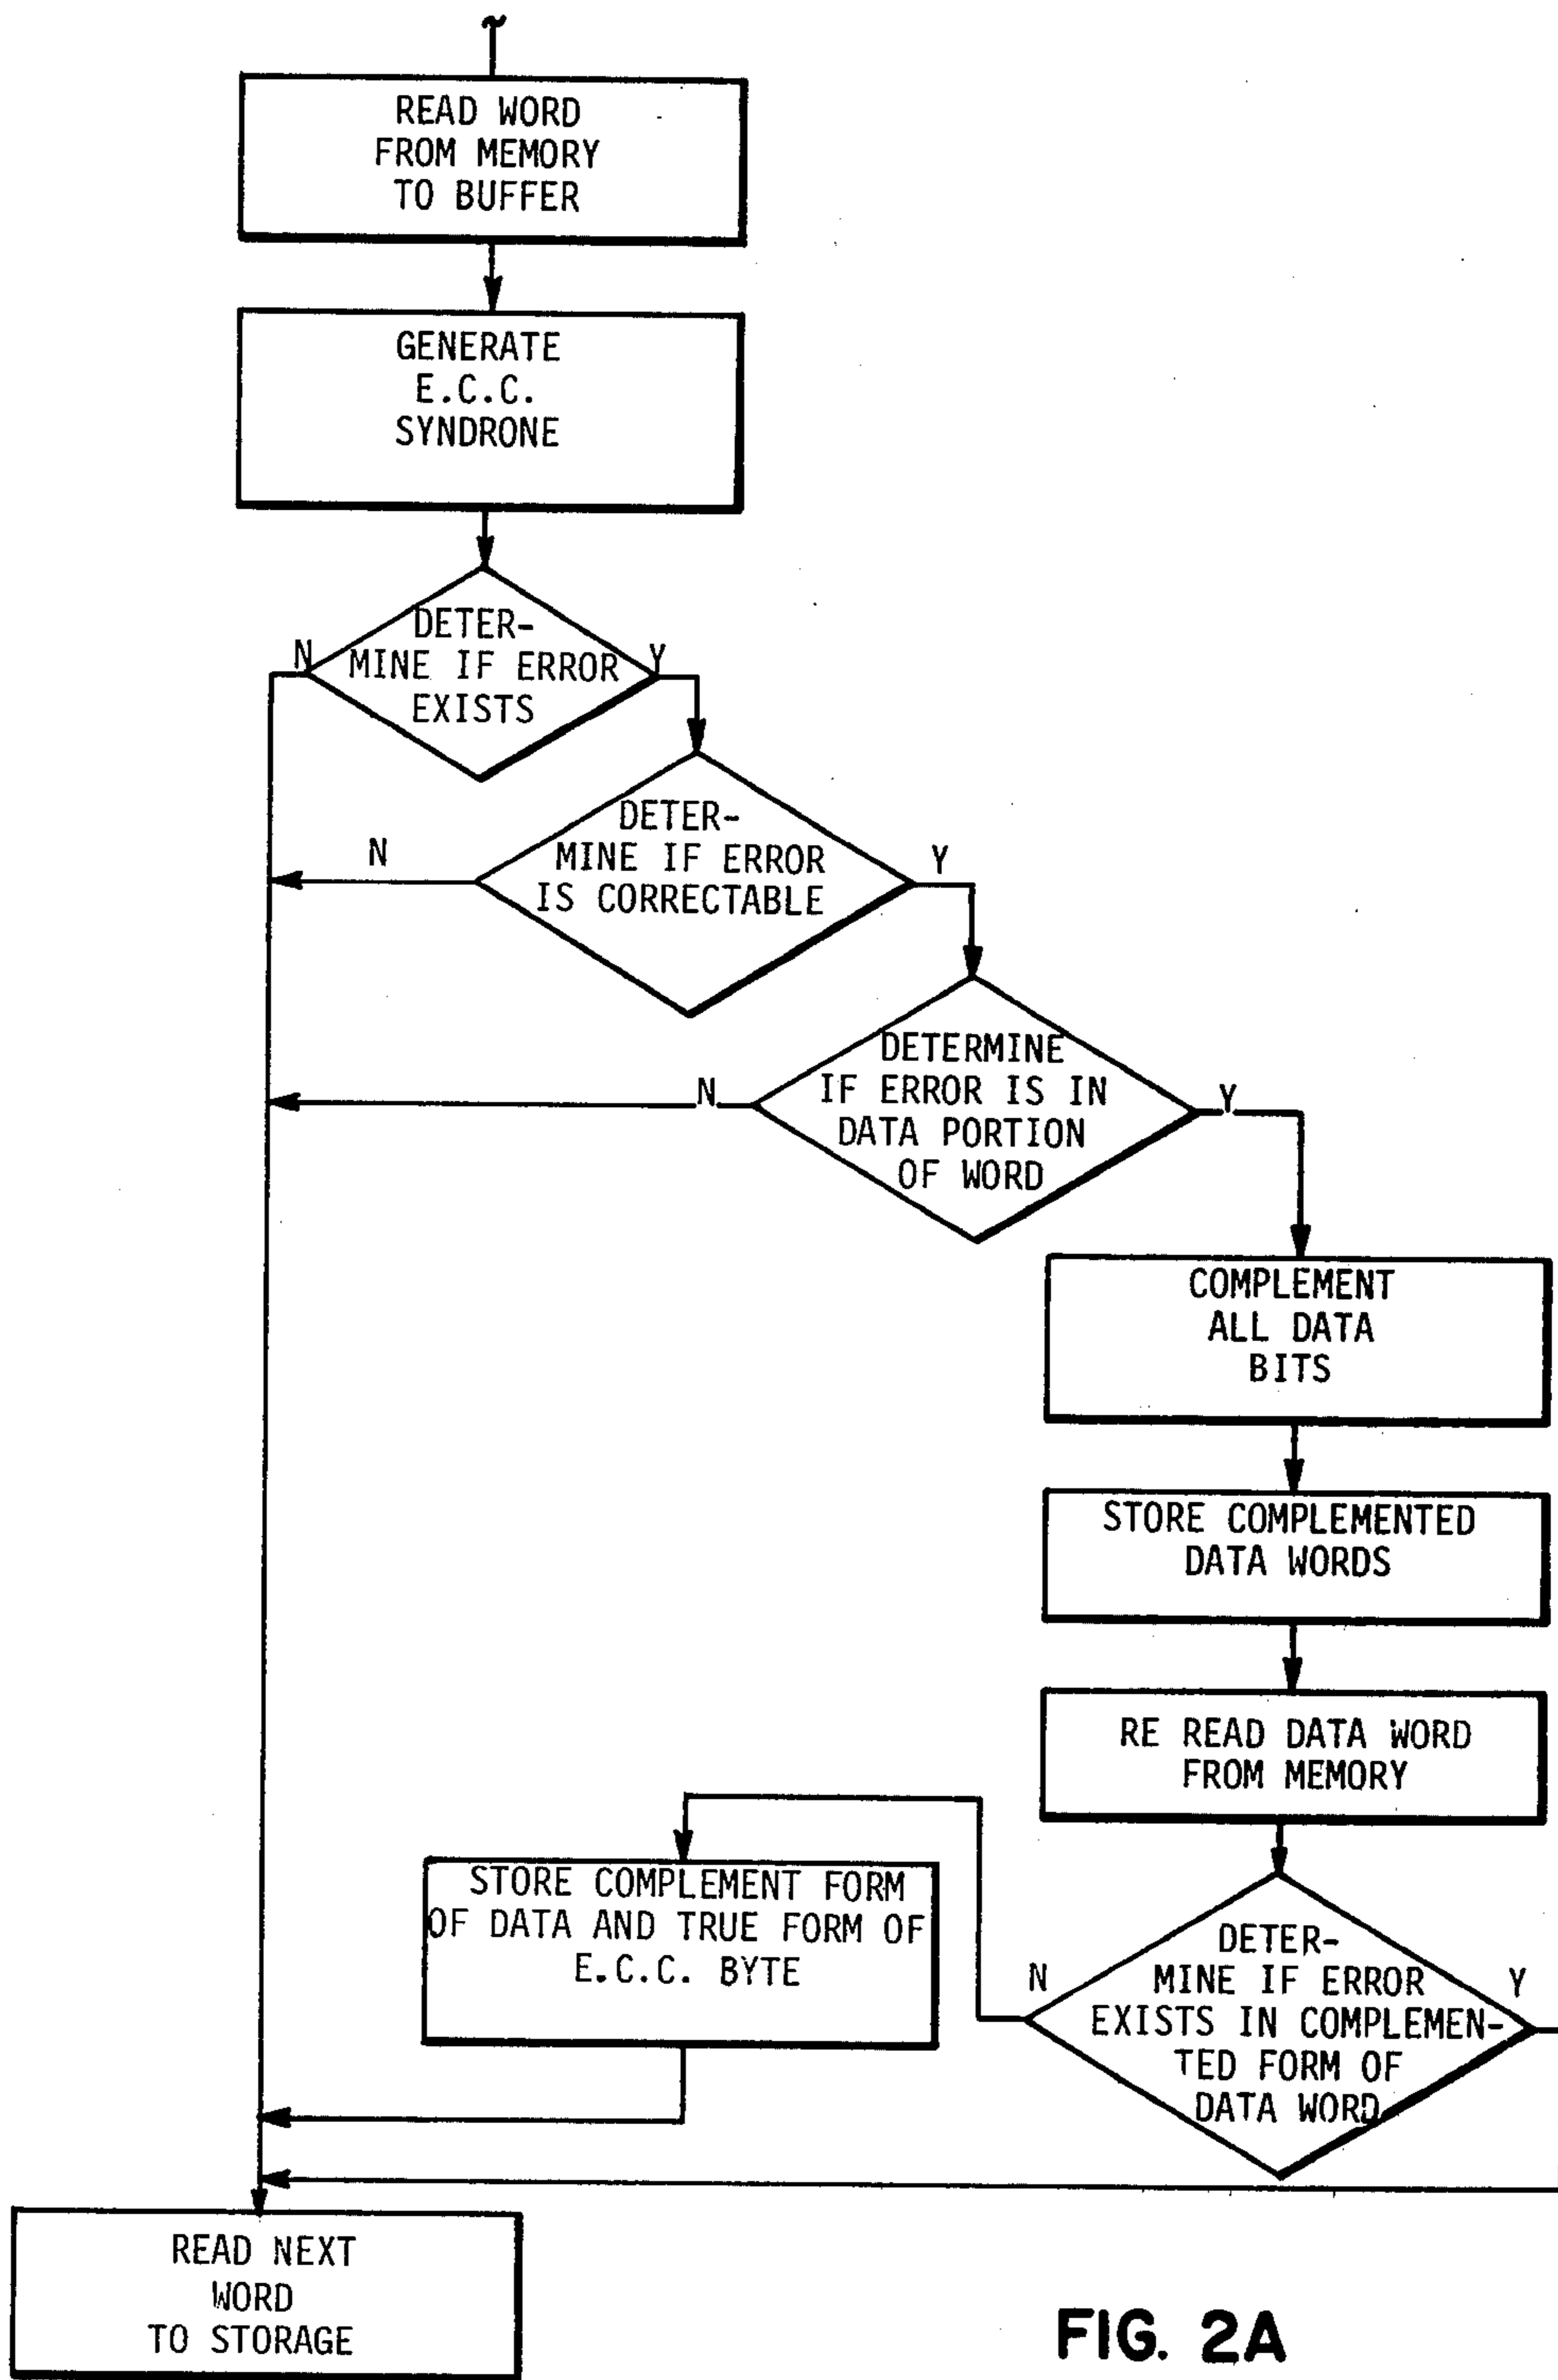 READ WORD
FROM MEMORY
TO BUFFER
GENERATE
E.C.C.
SYNDRONE
DETER-
N
MINE IF ERROR
Y
EXISTS
DETER-
N
MINE IF ERROR
Y
IS CORRECTABLE
DETERMINE
N
IF ERROR IS IN
Y
DATA PORTION
OF WORD
COMPLEMENT
ALL DATA
BITS
STORE COMPLEMENTED
DATA WORDS
RE READ DATA WORD
FROM MEMORY
STORE COMPLEMENT FORM
OF DATA AND TRUE FORM OF
E.C.C. BYTE
DETER-
N
MINE IF ERROR
Y
EXISTS IN COMPLEMEN-
TED FORM OF
DATA WORD
READ NEXT
WORD
TO STORAGE
FIG. 2A